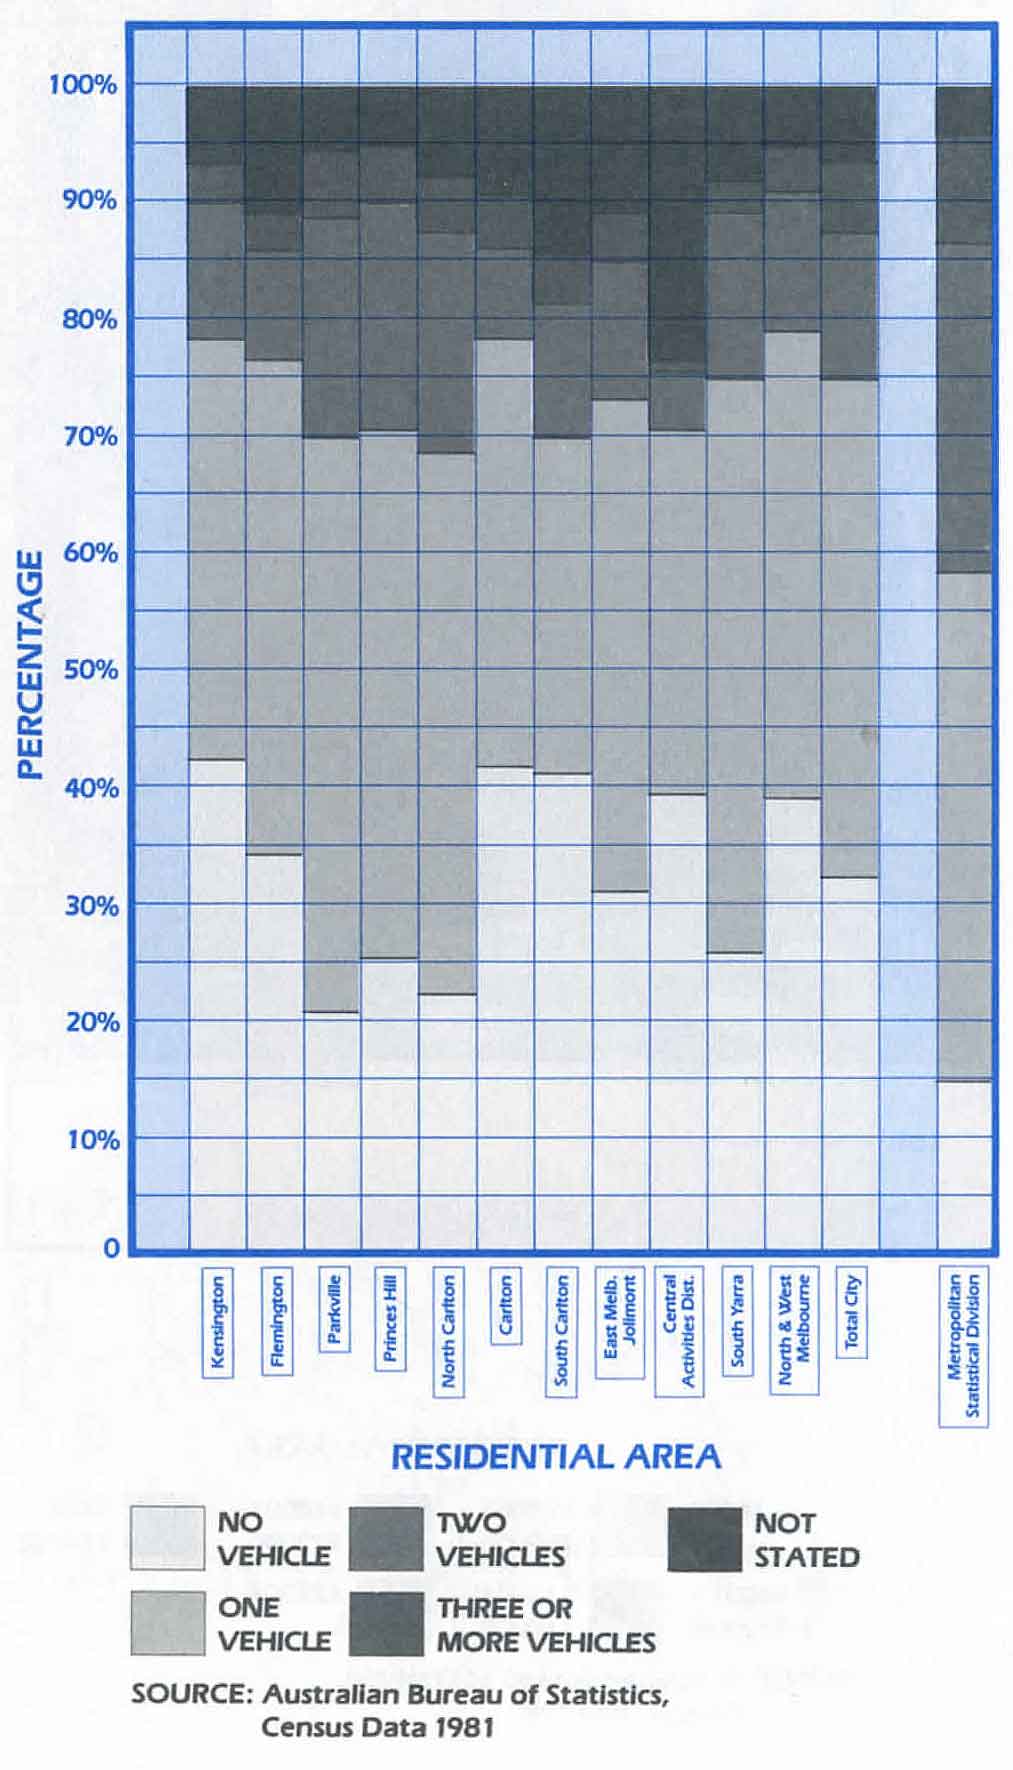 100%
90%
80%
70%
60%
50%
40%
30%
20%
10%
0
PERCENTAGE
Kensington
Flemington
Parkville
Princes Hill
North Carlton
Carlton
South Carlton
East Melb.
Jolimont
Central
Activities Dist.
South Yarra
North & West
Melbourne
Total City
Metropolitan
Statistical Division
RESIDENTIAL AREA
NO
VEHICLE
TWO
VEHICLES
NOT
STATED
ONE
VEHICLE
THREE OR
MORE VEHICLES
SOURCE: Australian Bureau of Statistics,
Census Data 1981